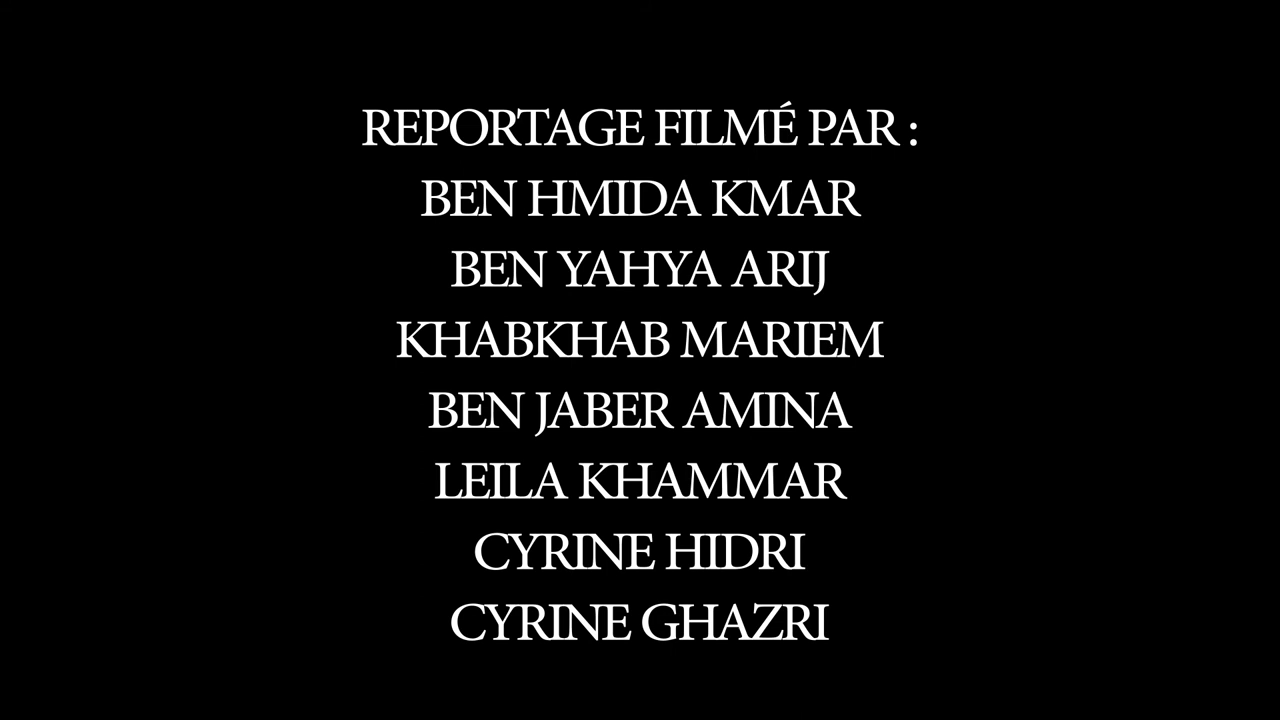 REPORTAGE FILMÉ PAR :
BEN HMIDA KMAR
BEN YAHYA ARIJ
KHABKHAB MARIEM
BEN JABER AMINA
LEILA KHAMMAR
CYRINE HIDRI
CYRINE GHAZRI